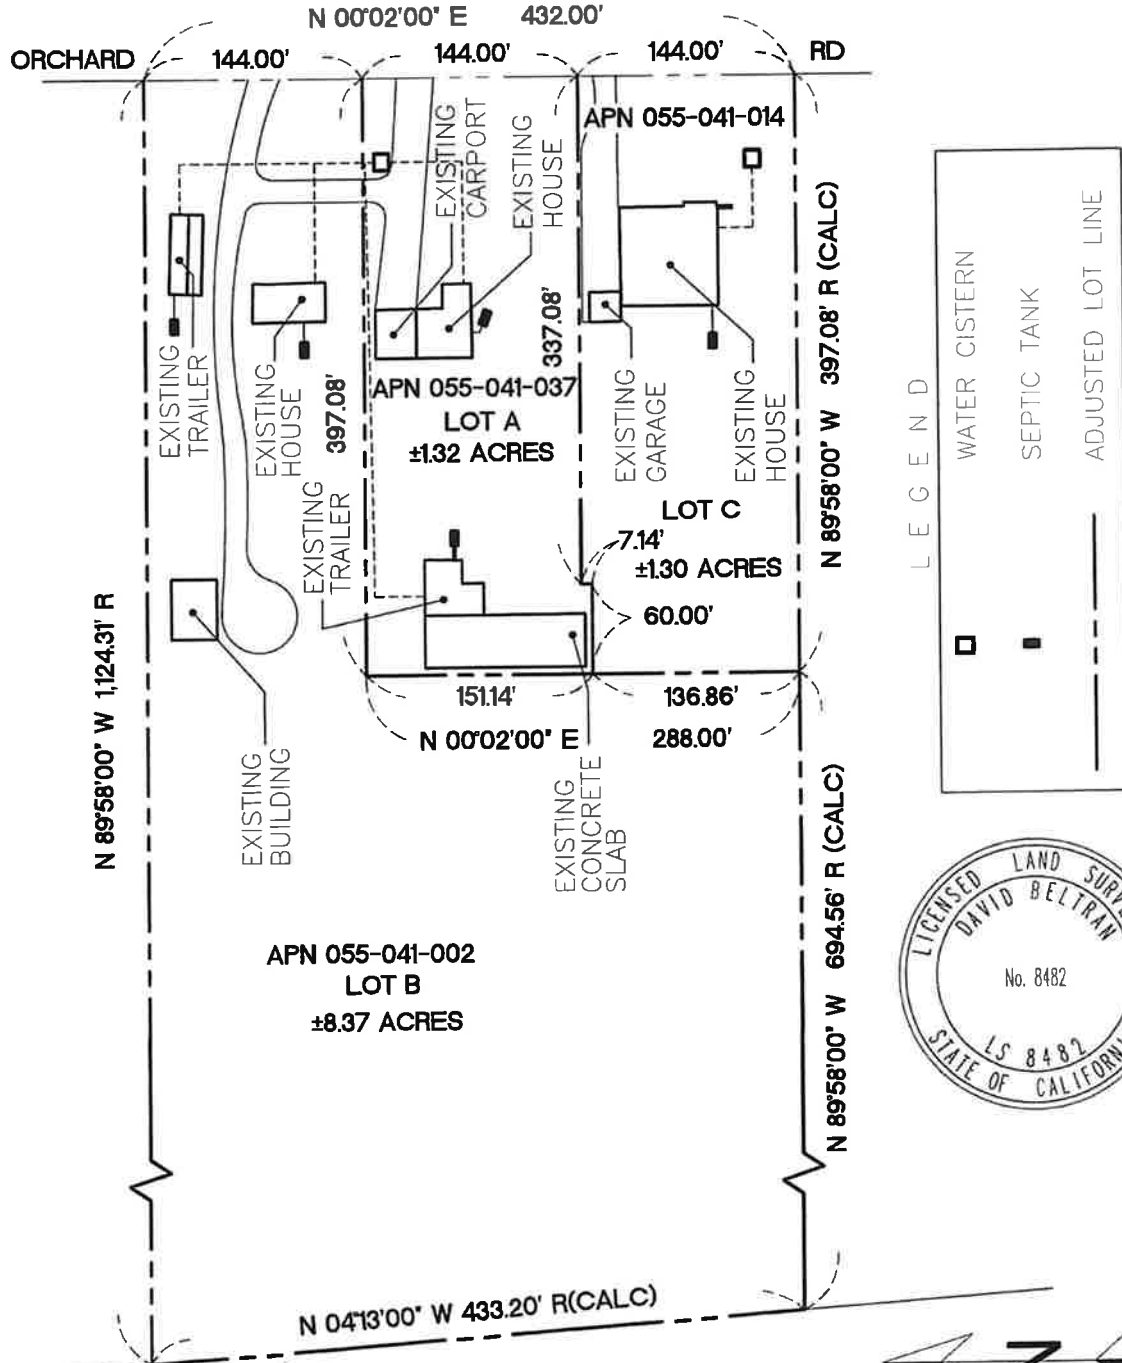 N 00°02'00" E 432.00'
ORCHARD 144.00' 144.00' 144.00' RD
APN 055-041-014
EXISTING
CARPORT
EXISTING
HOUSE
EXISTING
TRAILER
EXISTING
HOUSE
397.08'
337.08'
APN 055-041-037
LOT A
±1.32 ACRES
EXISTING
GARAGE
EXISTING
HOUSE
N 89°58'00" W 397.08' R (CALC)
EXISTING
TRAILER
LOT C
7.14'
±1.30 ACRES
60.00'
N 89°58'00" W 1,124.31' R
151.14' 136.86'
N 00°02'00" E 288.00'
EXISTING
BUILDING
EXISTING
CONCRETE
SLAB
N 89°58'00" W 694.56' R (CALC)
APN 055-041-002
LOT B
±8.37 ACRES
N 04°13'00" W 433.20' R(CALC)
LEGEND
WATER CISTERN
SEPTIC TANK
ADJUSTED LOT LINE
LICENSED LAND SURV
DAVID BELTRAN
No. 8482
LS 8482
STATE OF CALIFORNI